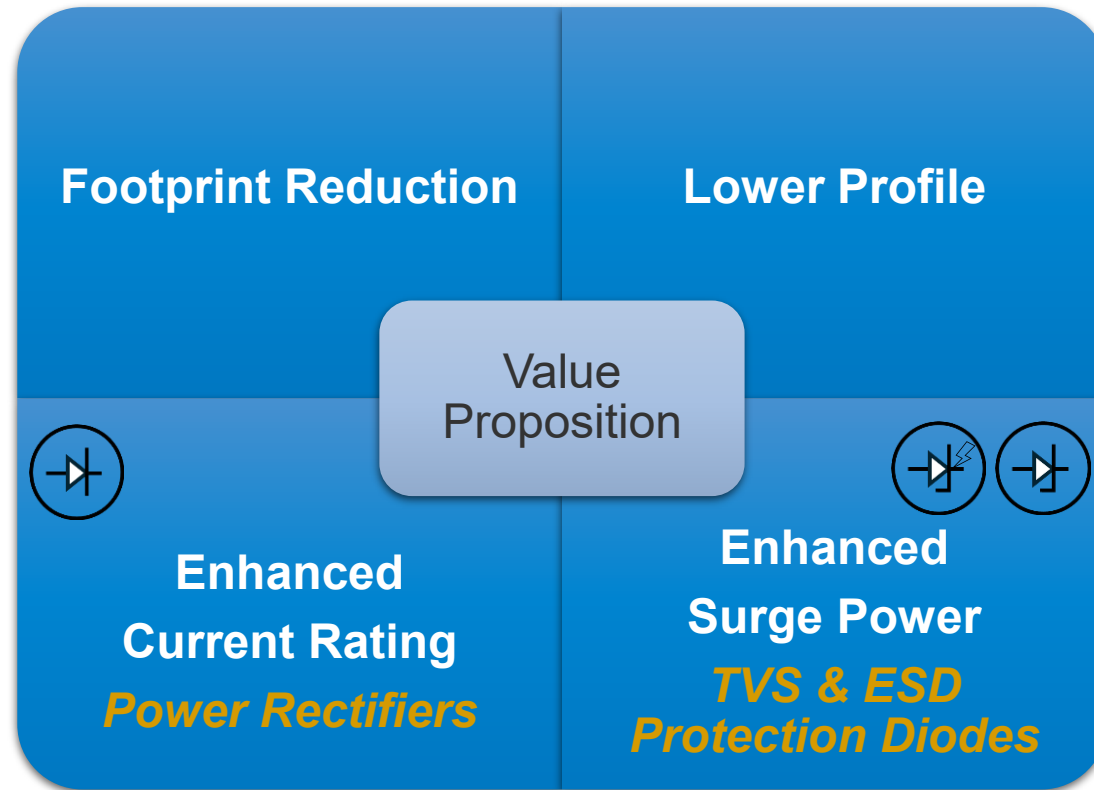 Footprint Reduction
Lower Profile
Value
Proposition
Enhanced
Current Rating
Power Rectifiers
Enhanced
Surge Power
TVS & ESD
Protection Diodes